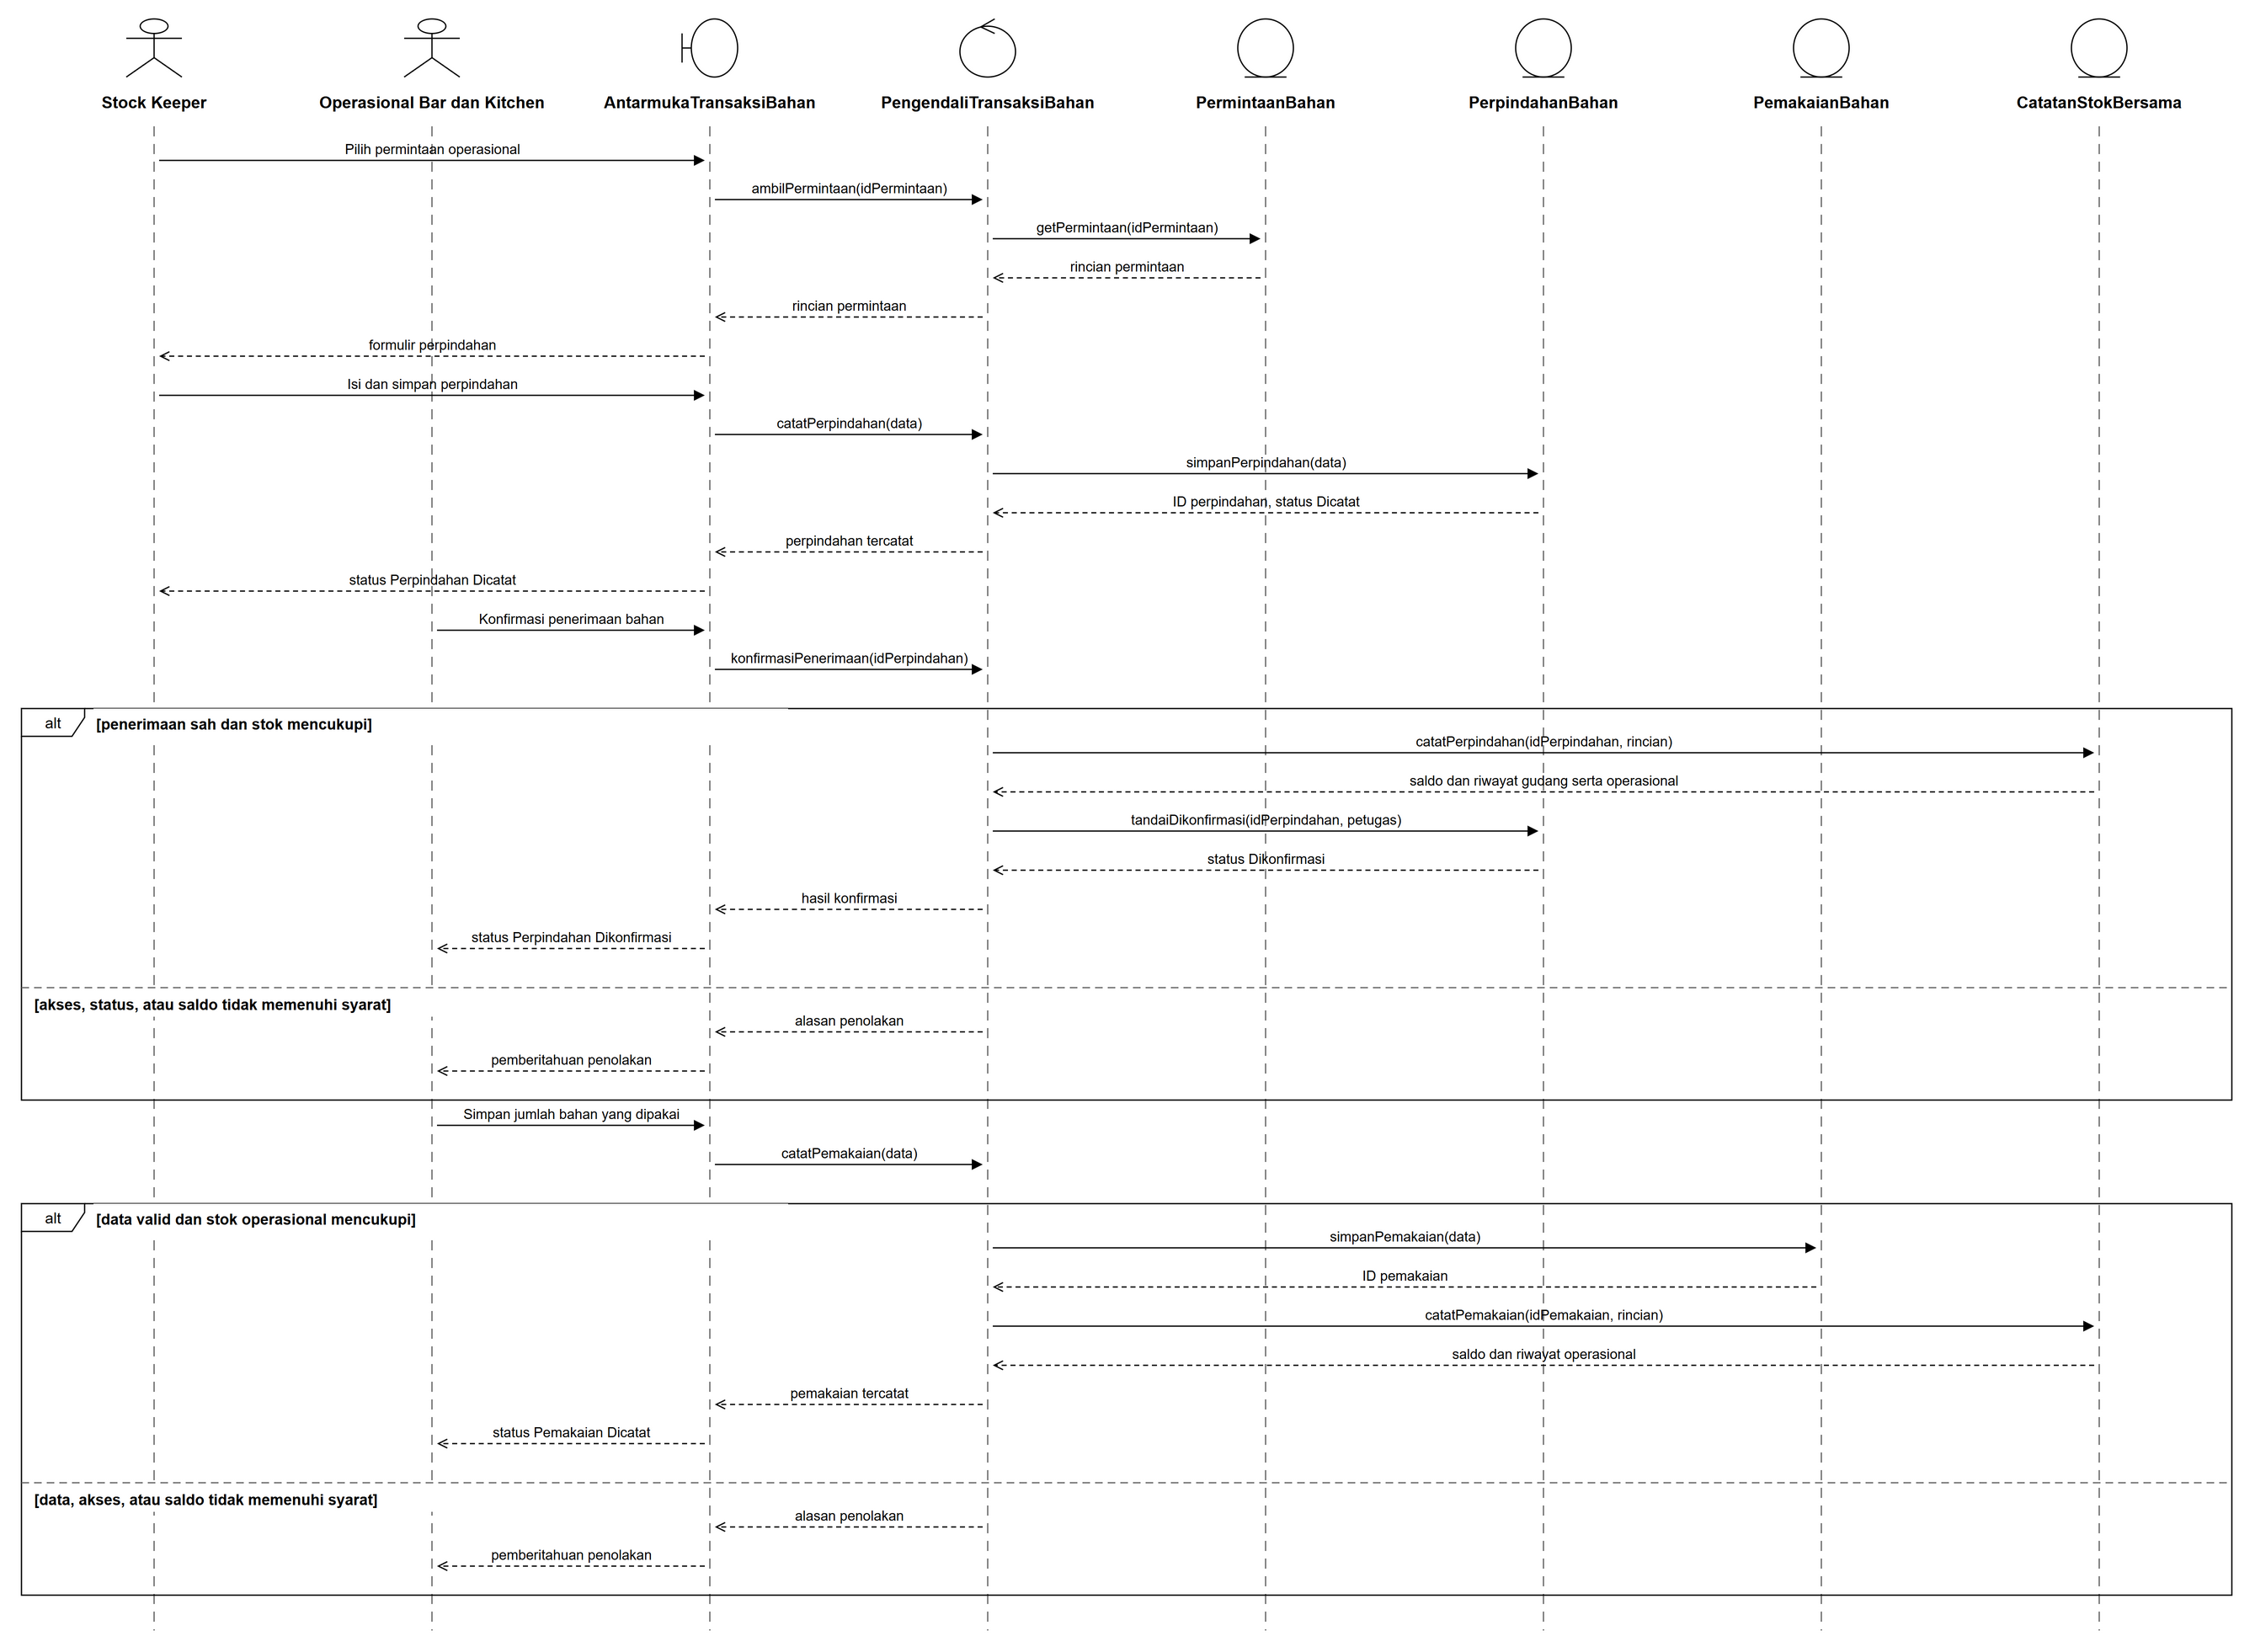 Stock Keeper
Operasional Bar dan Kitchen
AntarmukaTransaksiBahan
PengendaliTransaksiBahan
PermintaanBahan
PerpindahanBahan
PemakaianBahan
CatatanStokBersama
Pilih permintaan operasional
ambilPermintaan(idPermintaan)
getPermintaan(idPermintaan)
rincian permintaan
rincian permintaan
formulir perpindahan
Isi dan simpan perpindahan
catatPerpindahan(data)
simpanPerpindahan(data)
ID perpindahan, status Dicatat
perpindahan tercatat
status Perpindahan Dicatat
Konfirmasi penerimaan bahan
konfirmasiPenerimaan(idPerpindahan)
alt
[penerimaan sah dan stok mencukupi]
catatPerpindahan(idPerpindahan, rincian)
saldo dan riwayat gudang serta operasional
tandaiDikonfirmasi(idPerpindahan, petugas)
status Dikonfirmasi
hasil konfirmasi
status Perpindahan Dikonfirmasi
[akses, status, atau saldo tidak memenuhi syarat]
alasan penolakan
pemberitahuan penolakan
Simpan jumlah bahan yang dipakai
catatPemakaian(data)
alt
[data valid dan stok operasional mencukupi]
simpanPemakaian(data)
ID pemakaian
catatPemakaian(idPemakaian, rincian)
saldo dan riwayat operasional
pemakaian tercatat
status Pemakaian Dicatat
[data, akses, atau saldo tidak memenuhi syarat]
alasan penolakan
pemberitahuan penolakan